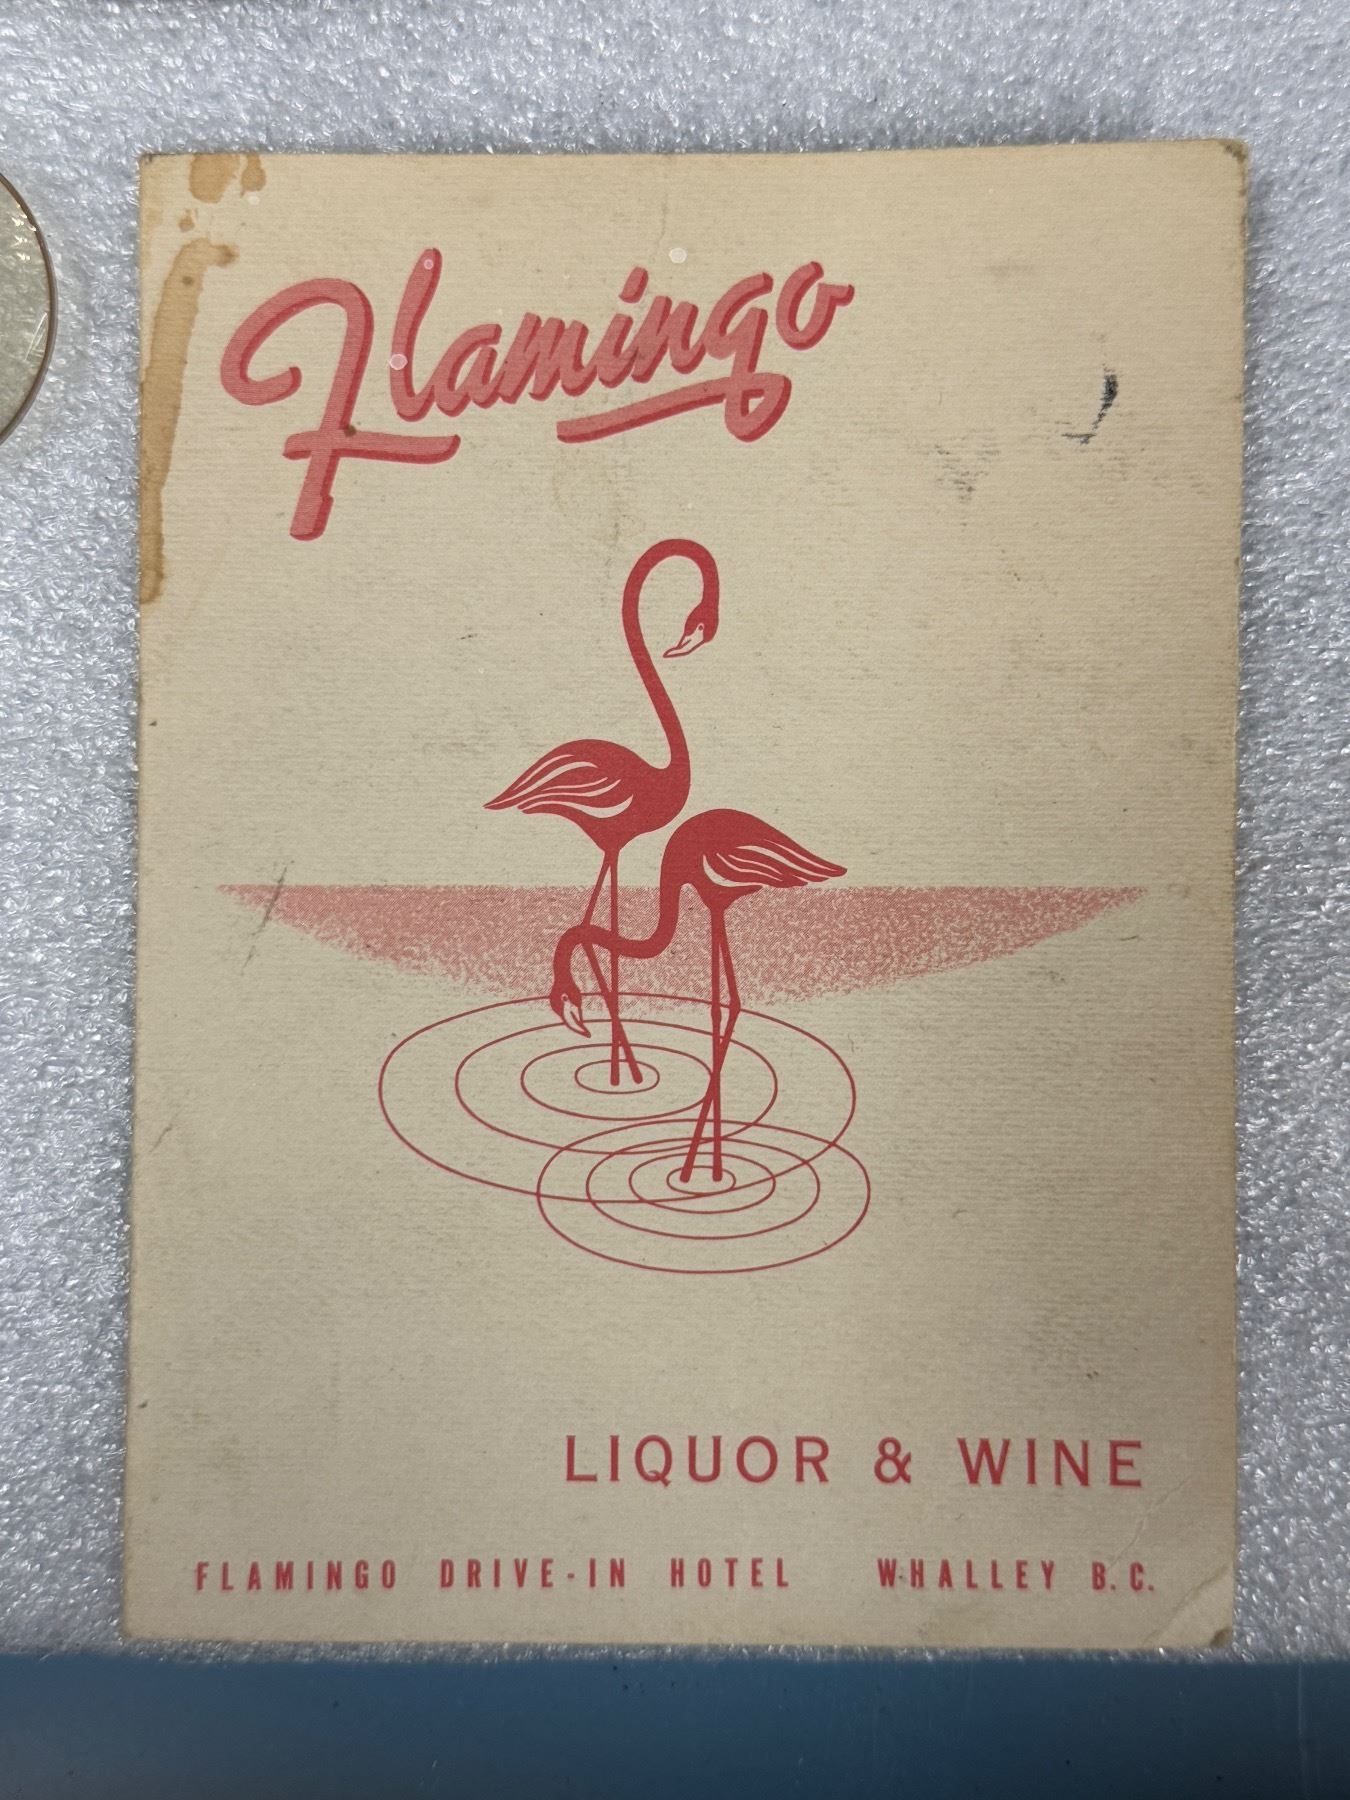 Flamingo
LIQUOR & WINE
FLAMINGO DRIVE-IN HOTEL WHALLEY B.C.